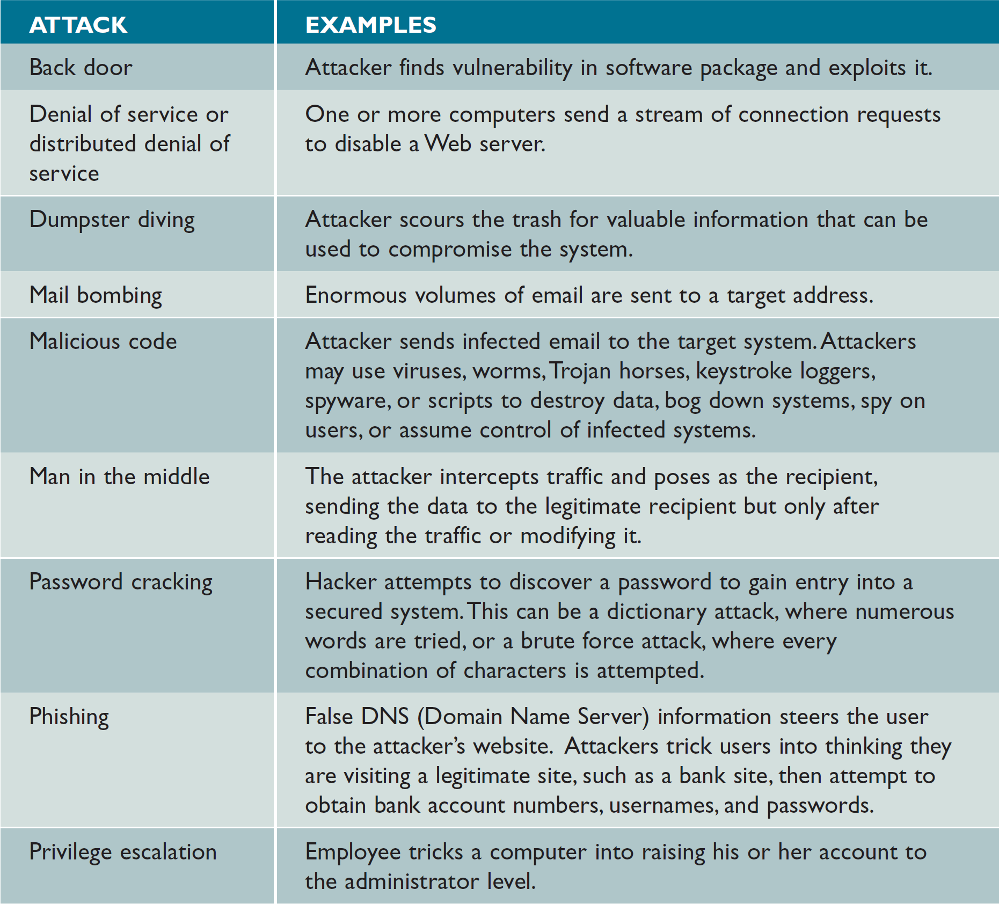 ATTACK
EXAMPLES
Back door
Attacker finds vulnerability in software package and exploits it.
Denial of service or
distributed denial of
service
One or more computers send a stream of connection requests
to disable a Web server.
Dumpster diving
Attacker scours the trash for valuable information that can be
used to compromise the system.
Mail bombing
Enormous volumes of email are sent to a target address.
Malicious code
Attacker sends infected email to the target system. Attackers
may use viruses, worms, Trojan horses, keystroke loggers,
spyware, or scripts to destroy data, bog down systems, spy on
users, or assume control of infected systems.
Man in the middle
The attacker intercepts traffic and poses as the recipient,
sending the data to the legitimate recipient but only after
reading the traffic or modifying it.
Password cracking
Hacker attempts to discover a password to gain entry into a
secured system. This can be a dictionary attack, where numerous
words are tried, or a brute force attack, where every
combination of characters is attempted.
Phishing
False DNS (Domain Name Server) information steers the user
to the attacker’s website. Attackers trick users into thinking they
are visiting a legitimate site, such as a bank site, then attempt to
obtain bank account numbers, usernames, and passwords.
Privilege escalation
Employee tricks a computer into raising his or her account to
the administrator level.